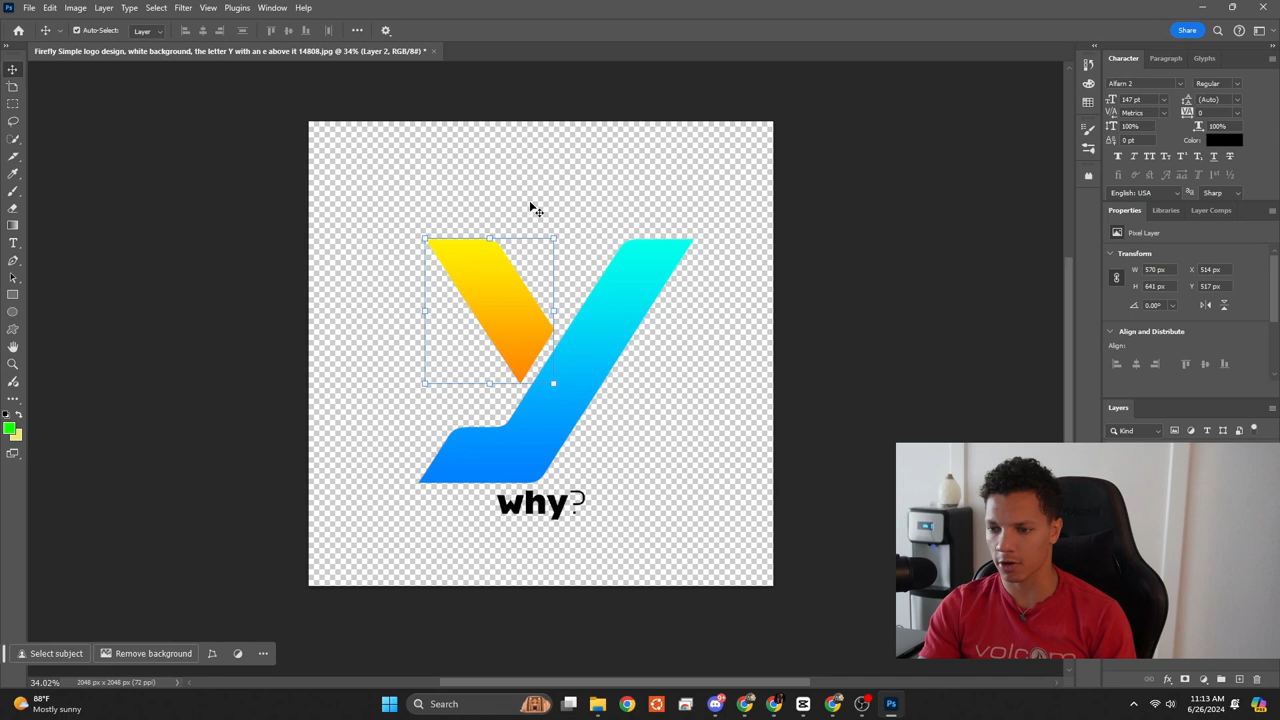 File Edit Image Layer Type Select Filter View Plugins Window Help
Auto-Select: Layer
Share
Firefly Simple logo design, white background, the letter Y with an e above it 14808.jpg @ 34% (Layer 2, RGB/8#) *
Character Paragraph Glyphs
Alfarn 2 Regular
147 pt (Auto)
Metrics 0
100% 100%
0 pt Color:
English: USA Sharp
Properties Libraries Layer Comps
Pixel Layer
Transform
W 570 px X 514 px
H 641 px Y 517 px
0.00°
Align and Distribute
Align:
Layers
Kind
why?
volcom
Select subject Remove background
34.02% 2048 px x 2048 px (72 ppi)
88°F
Mostly sunny
Search
11:13 AM
6/26/2024